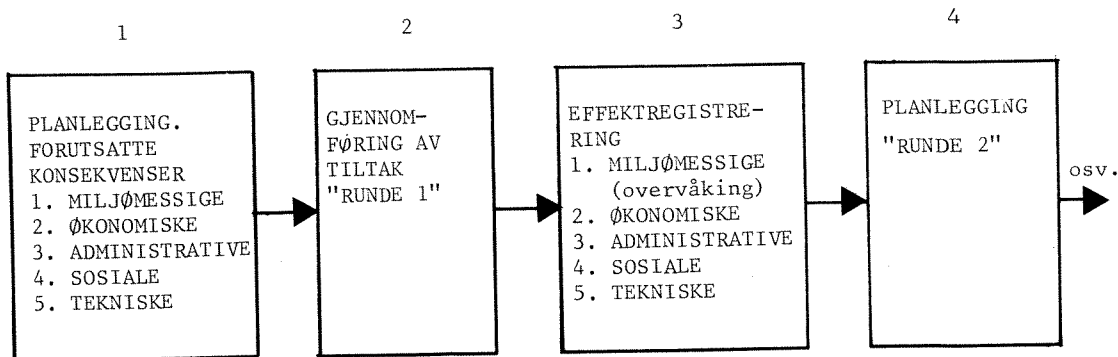 1
2
3
4
PLANLEGGING.
FORUTSATTE
KONSEKVENSER
1. MILJØMESSIGE
2. ØKONOMISKE
3. ADMINISTRATIVE
4. SOSIALE
5. TEKNISKE
GJENNOM-
FØRING AV
TILTAK
"RUNDE 1"
EFFEKTREGISTRE-
RING
1. MILJØMESSIGE
(overvåking)
2. ØKONOMISKE
3. ADMINISTRATIVE
4. SOSIALE
5. TEKNISKE
PLANLEGGING
"RUNDE 2"
osv.